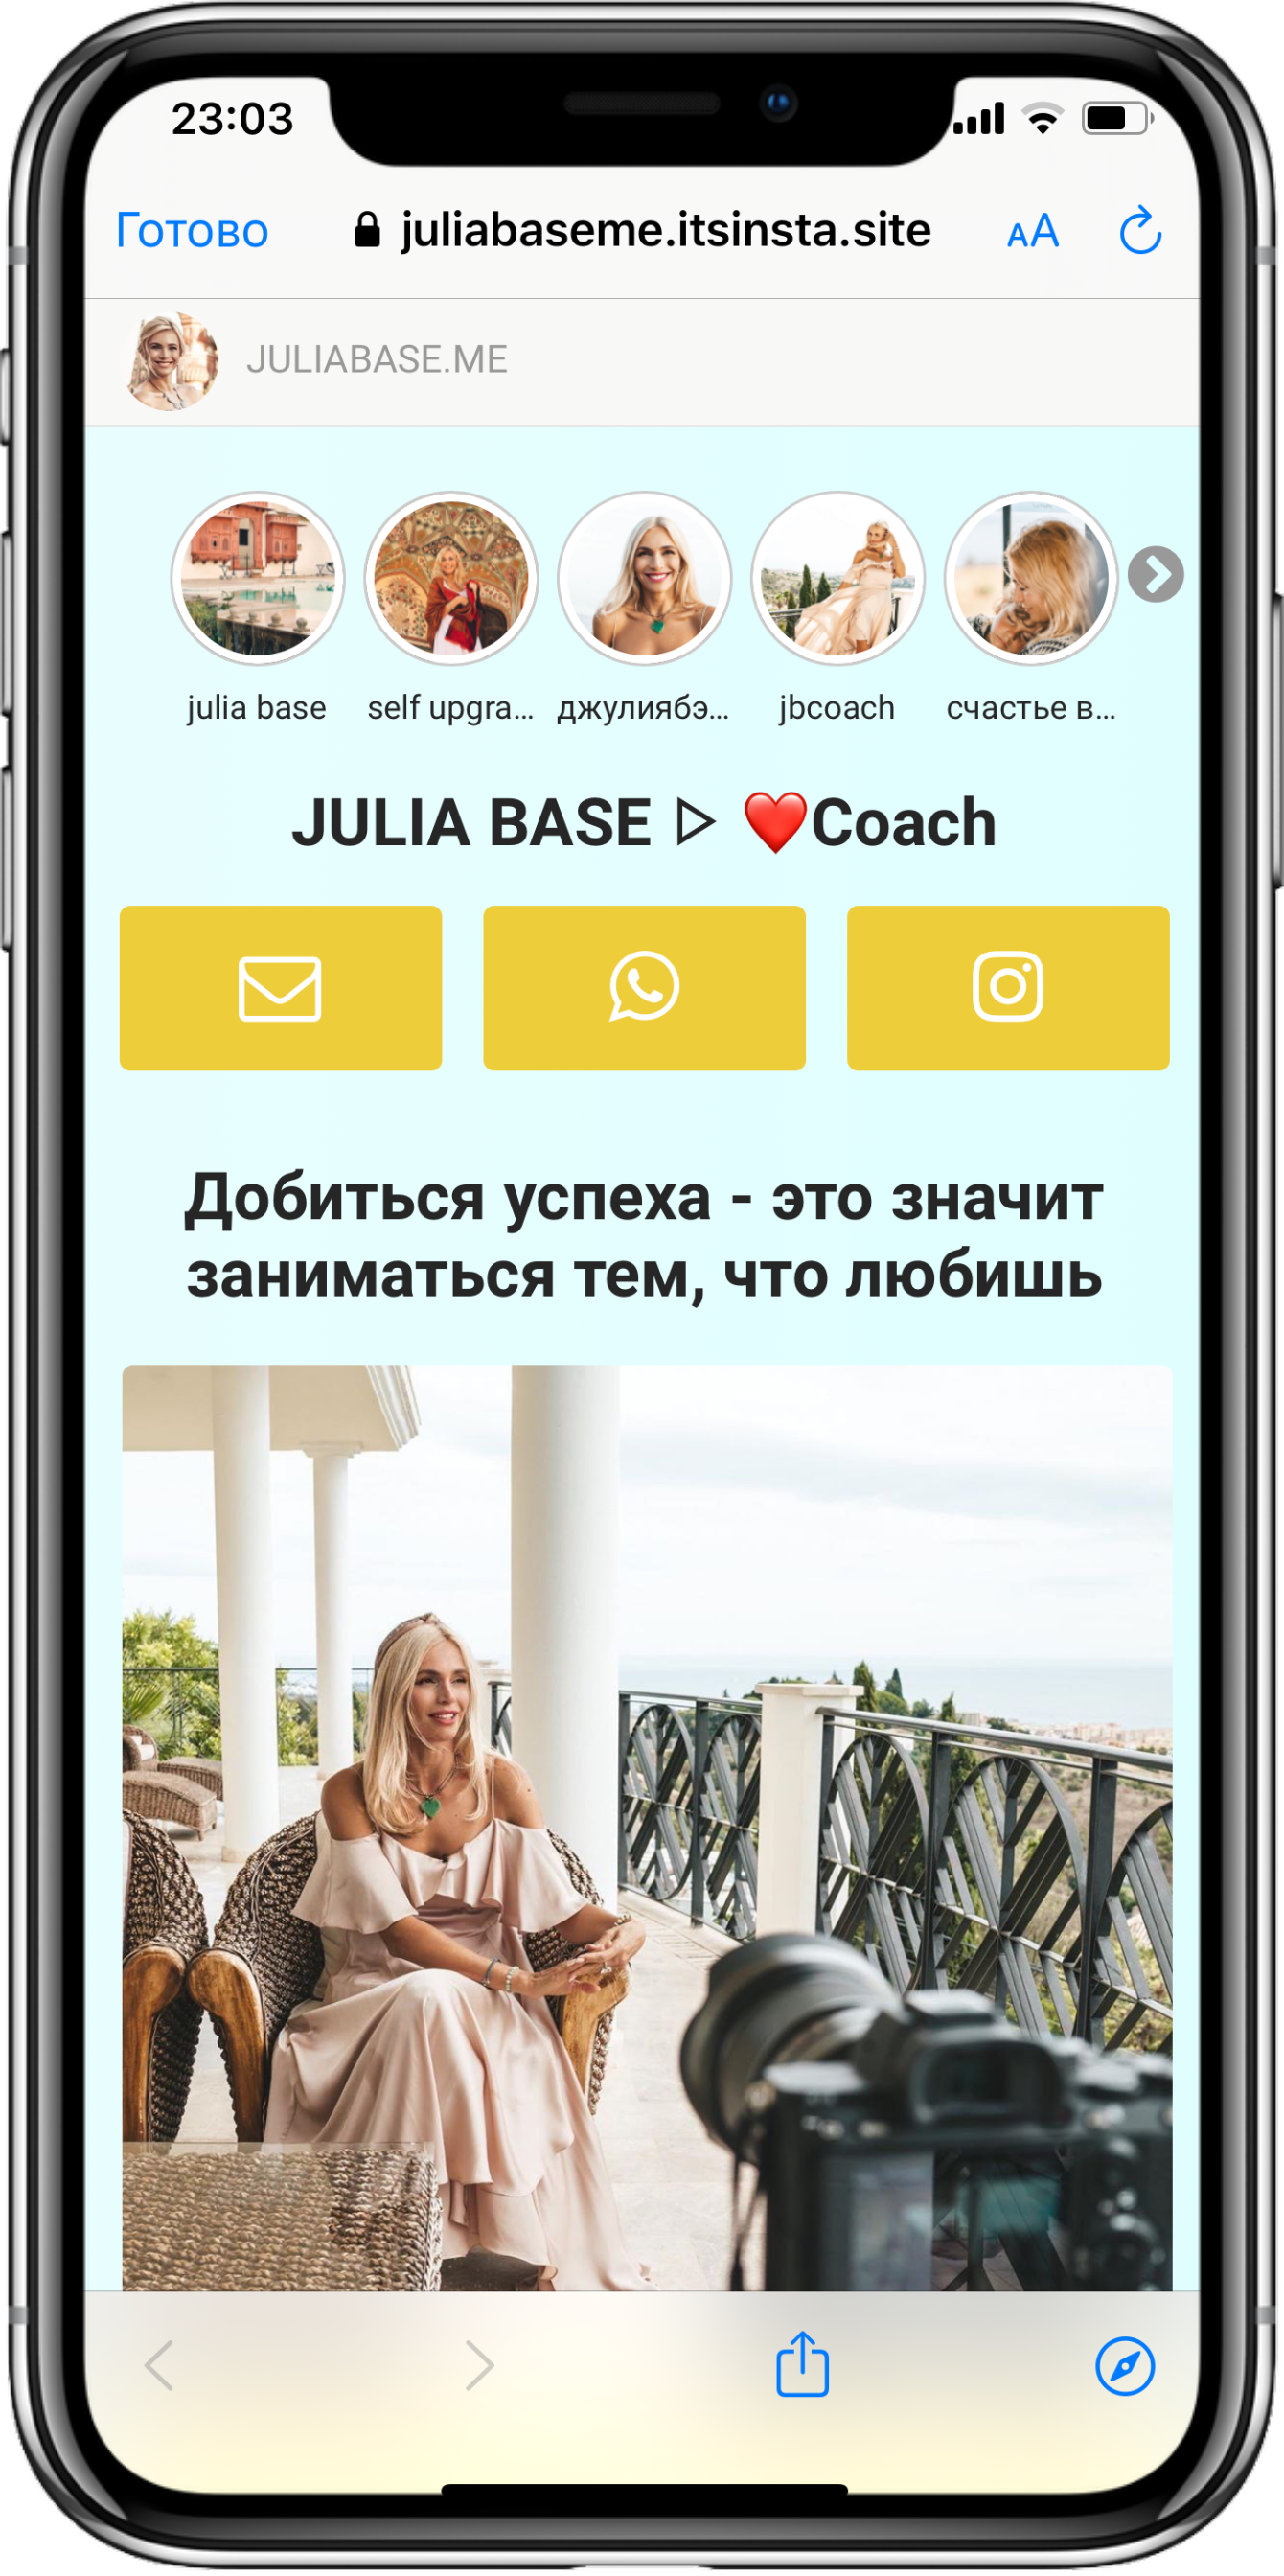 23:03
Готово juliabaseme.itsinsta.site AA
JULIABASE.ME
julia base self upgra... джулиябэ... jbcoach счастье в...
JULIA BASE ▷ ❤️Coach
Добиться успеха - это значит
заниматься тем, что любишь